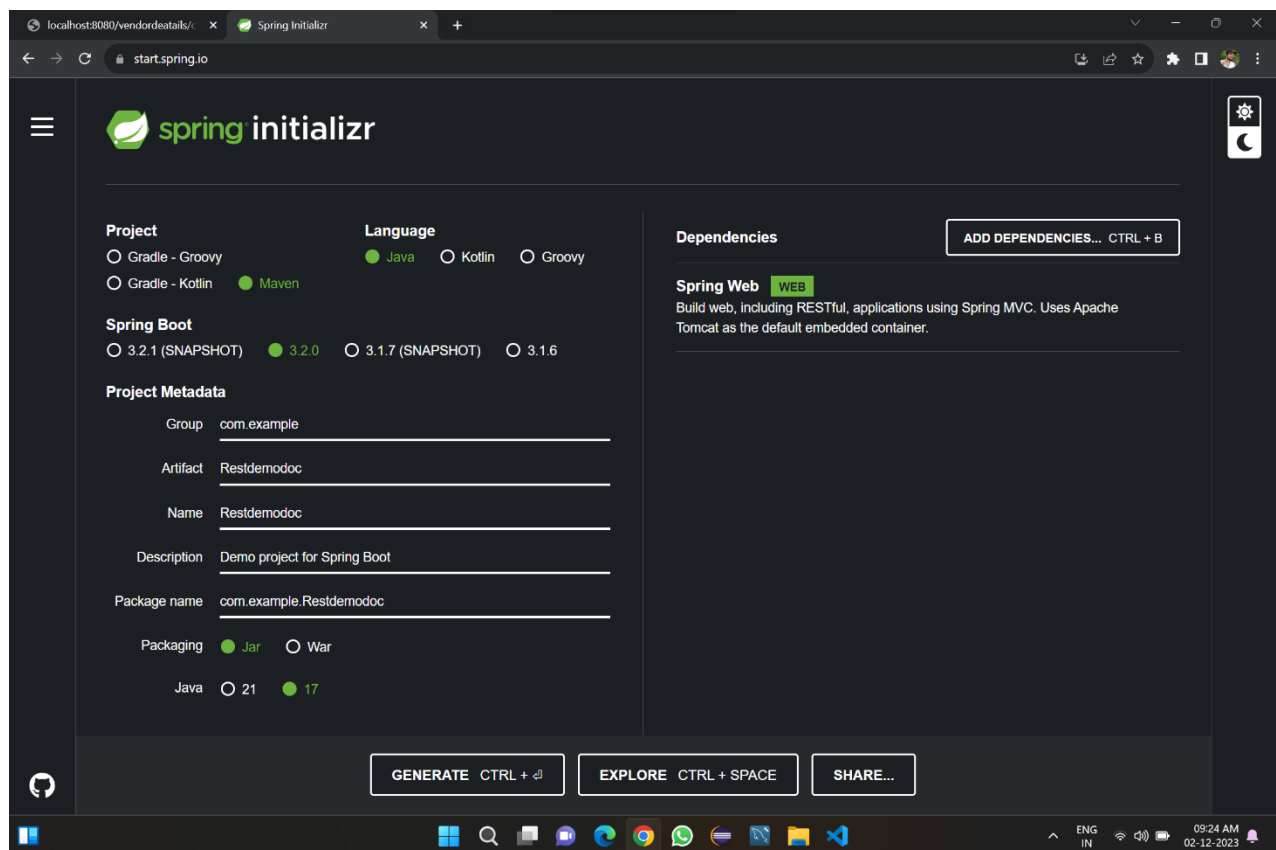 localhost:8080/vendordeatails/c
Spring Initializr
start.spring.io
spring initializr
Project
Language
Gradle - Groovy
Java Kotlin Groovy
Gradle - Kotlin Maven
Spring Boot
3.2.1 (SNAPSHOT) 3.2.0 3.1.7 (SNAPSHOT) 3.1.6
Project Metadata
Group com.example
Artifact Restdemodoc
Name Restdemodoc
Description Demo project for Spring Boot
Package name com.example.Restdemodoc
Packaging Jar War
Java 21 17
Dependencies
ADD DEPENDENCIES... CTRL + B
Spring Web WEB
Build web, including RESTful, applications using Spring MVC. Uses Apache
Tomcat as the default embedded container.
GENERATE CTRL + ⏎
EXPLORE CTRL + SPACE
SHARE...
ENG
IN
09:24 AM
02-12-2023